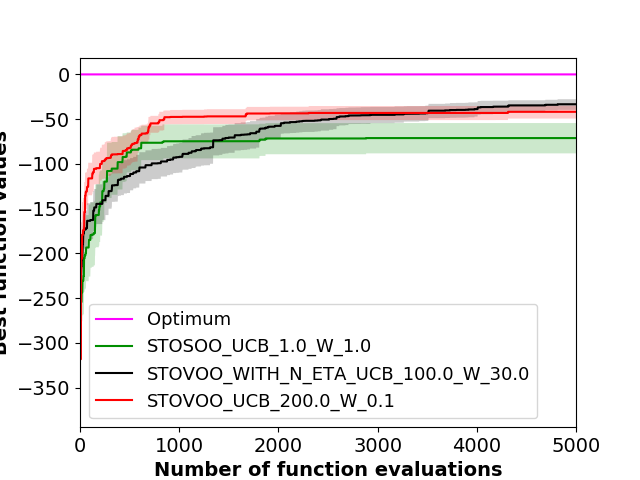 0
−50
−100
−150
−200
−250
−300
−350
Best function values
Optimum
STOSOO_UCB_1.0_W_1.0
STOVOO_WITH_N_ETA_UCB_100.0_W_30.0
STOVOO_UCB_200.0_W_0.1
0 1000 2000 3000 4000 5000
Number of function evaluations